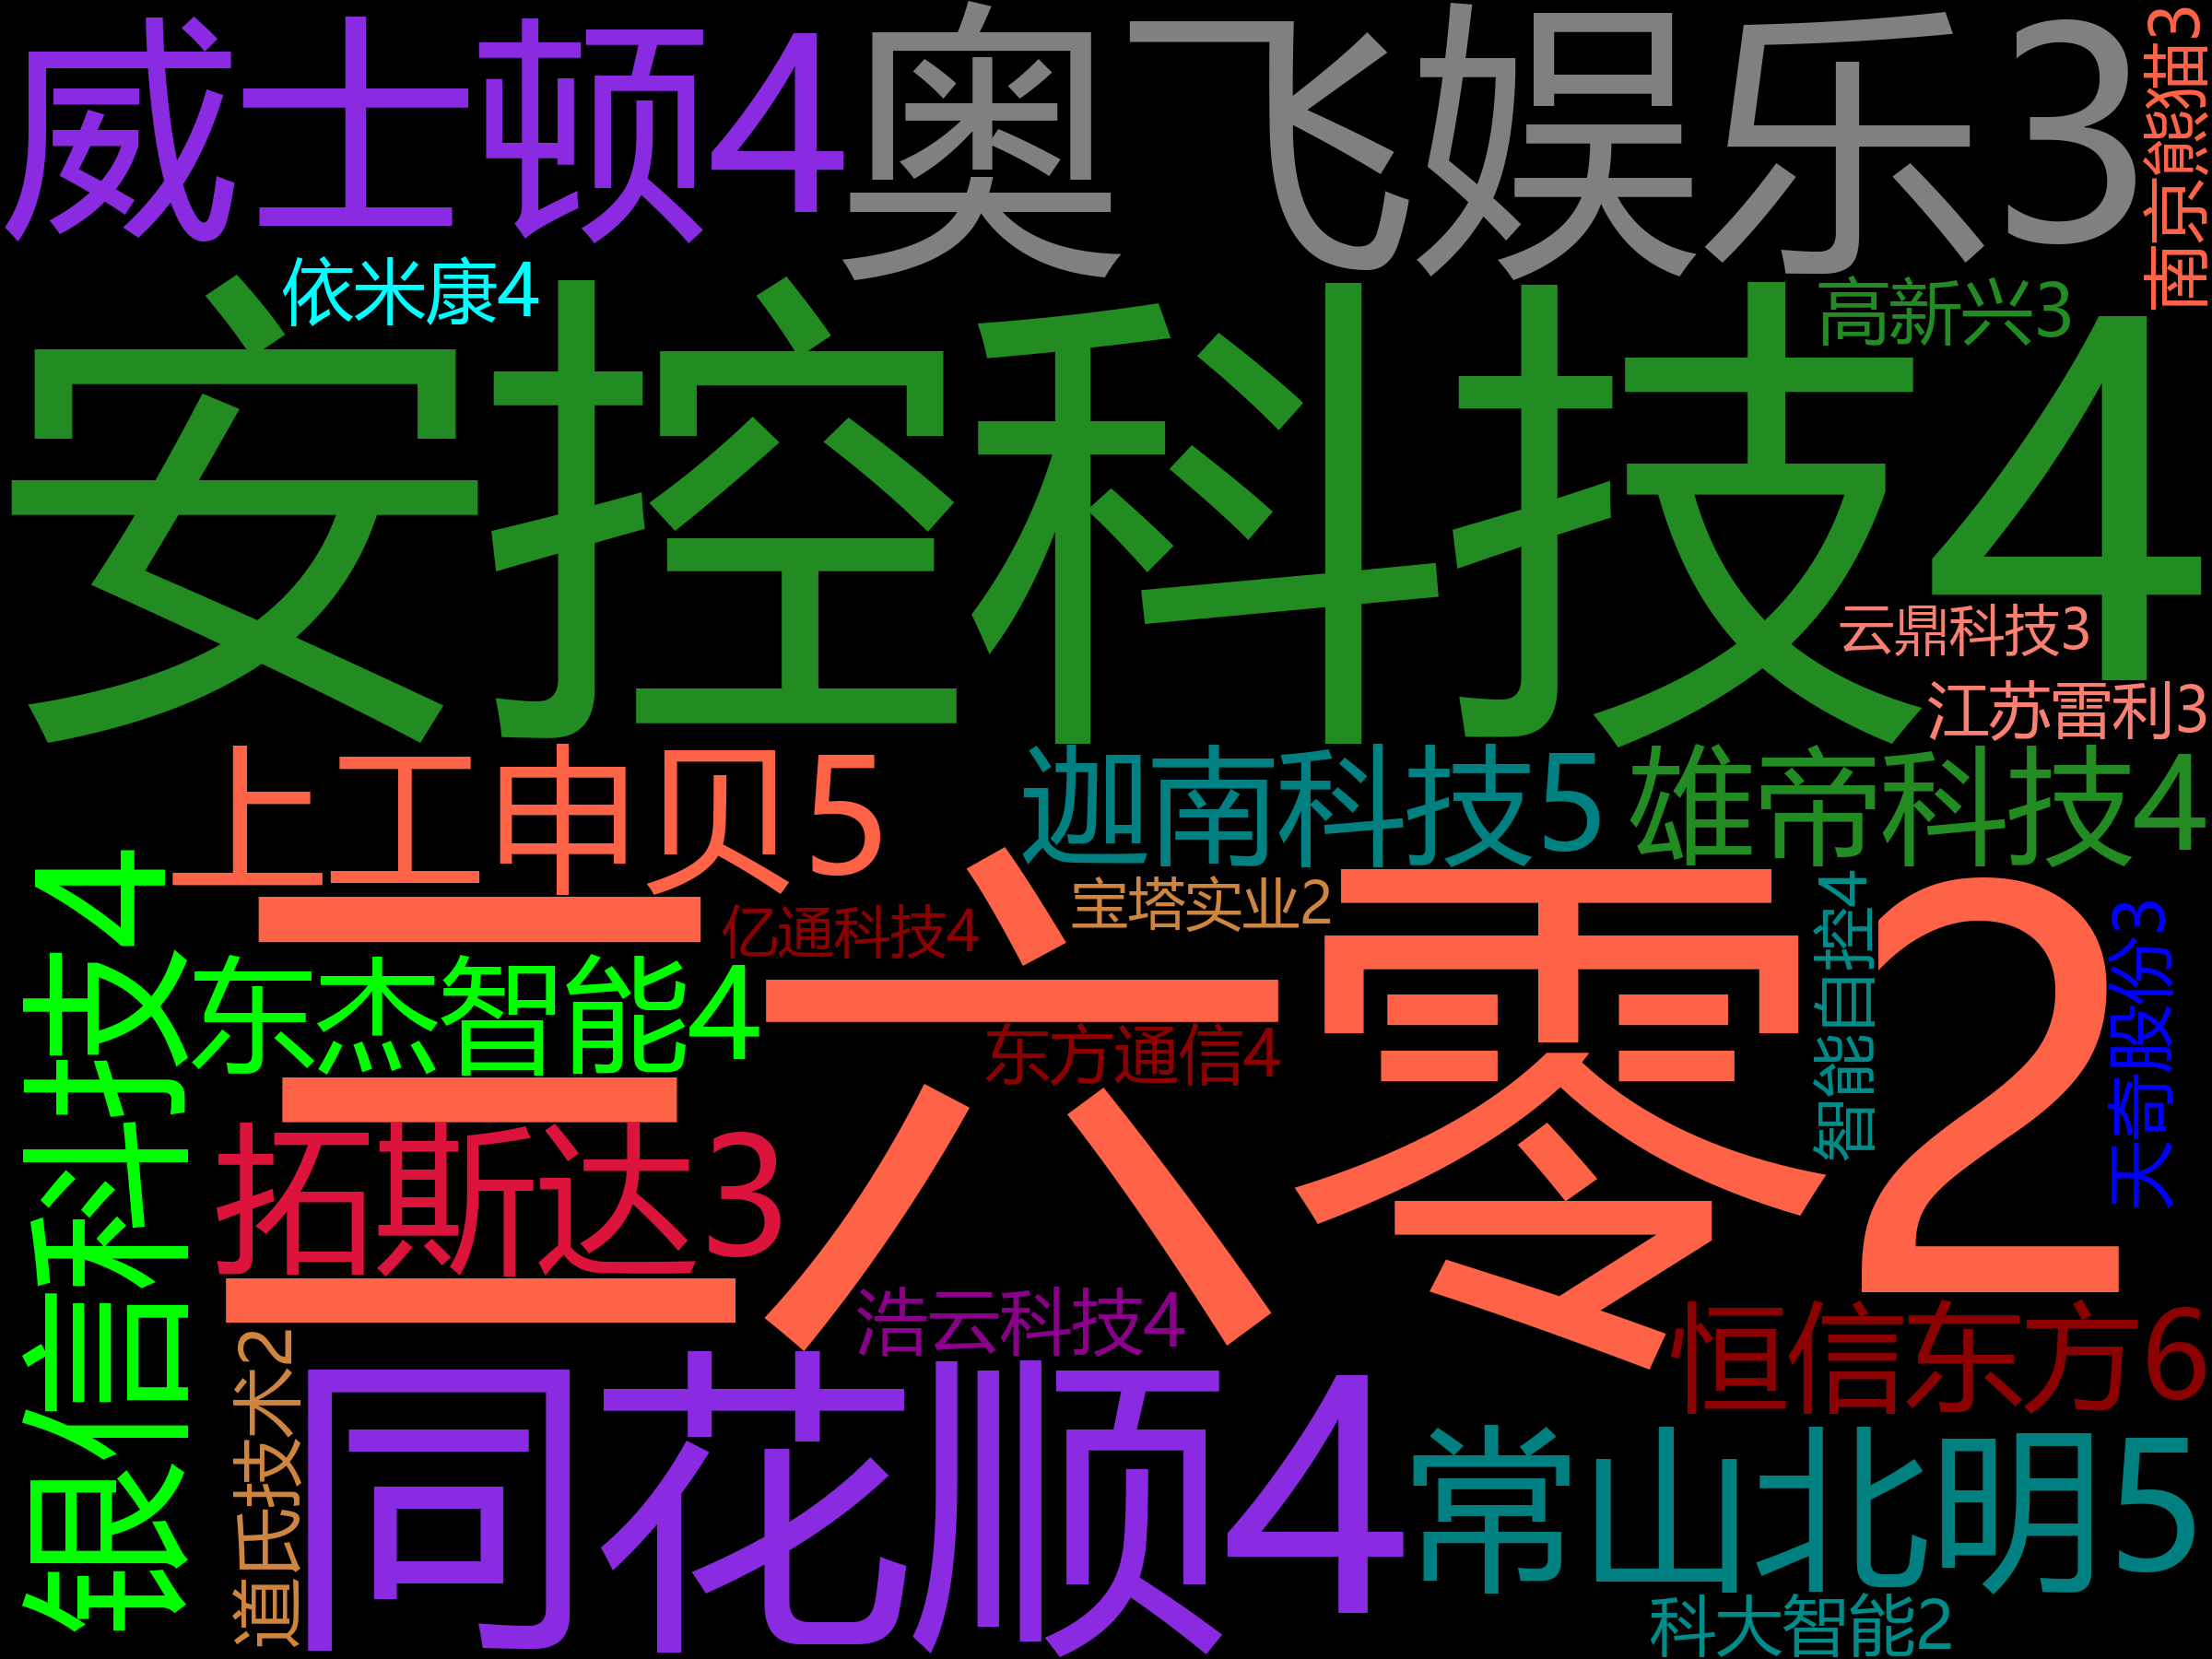 威士顿4
奥飞娱乐3
南京熊猫3
依米康4
高新兴3
安控科技4
云鼎科技3
江苏雷利3
上工申贝5
迦南科技5
雄帝科技4
亿通科技4
宝塔实业2
三六零2
银信科技4
东杰智能4
东方通信4
智能自控4
天奇股份3
拓斯达3
浩云科技4
恒信东方6
道氏技术2
同花顺4
常山北明5
科大智能2